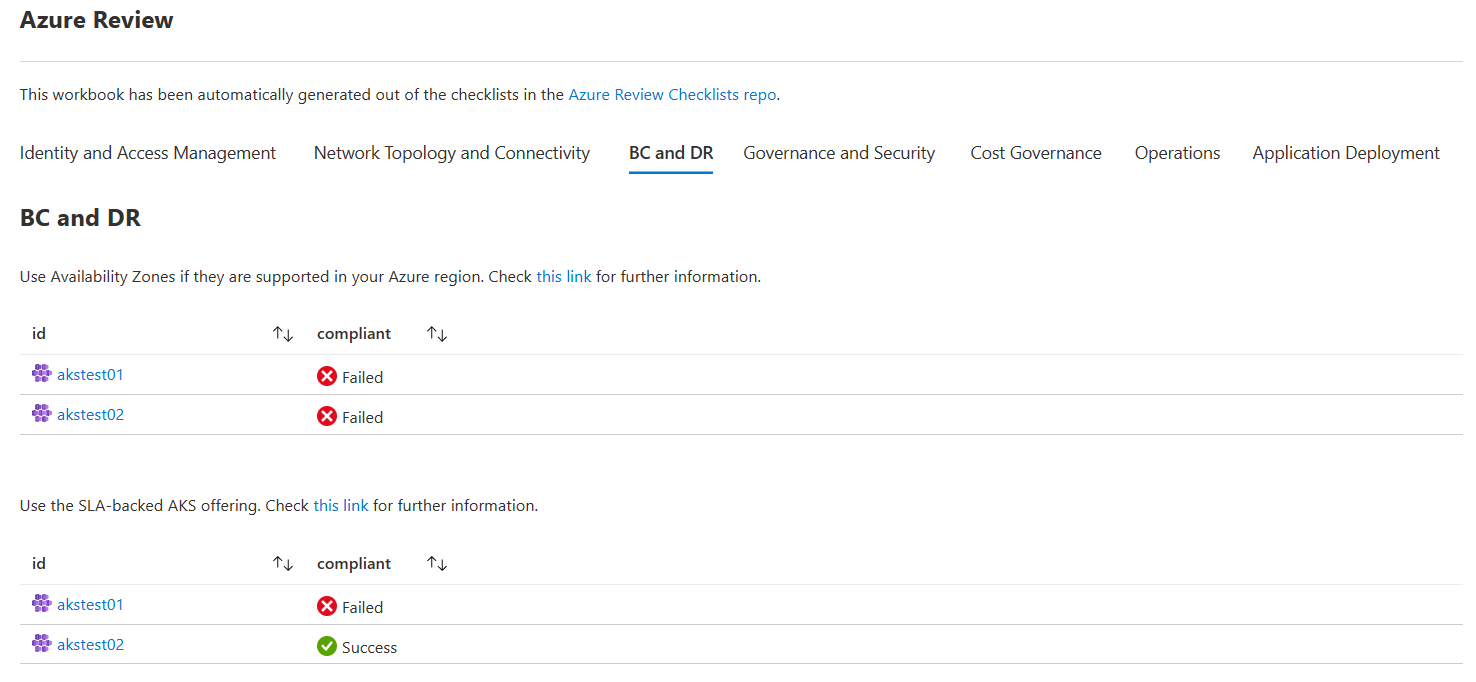 Azure Review
This workbook has been automatically generated out of the checklists in the Azure Review Checklists repo.
Identity and Access Management Network Topology and Connectivity BC and DR Governance and Security Cost Governance Operations Application Deployment
BC and DR
Use Availability Zones if they are supported in your Azure region. Check this link for further information.
id ↑↓ compliant ↑↓
akstest01 Failed
akstest02 Failed
Use the SLA-backed AKS offering. Check this link for further information.
id ↑↓ compliant ↑↓
akstest01 Failed
akstest02 Success